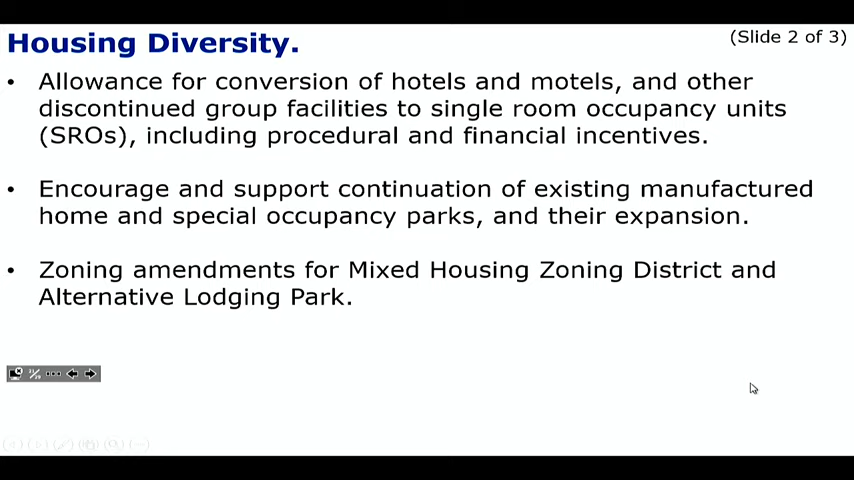 Housing Diversity.
(Slide 2 of 3)
• Allowance for conversion of hotels and motels, and other
discontinued group facilities to single room occupancy units
(SROs), including procedural and financial incentives.
• Encourage and support continuation of existing manufactured
home and special occupancy parks, and their expansion.
• Zoning amendments for Mixed Housing Zoning District and
Alternative Lodging Park.